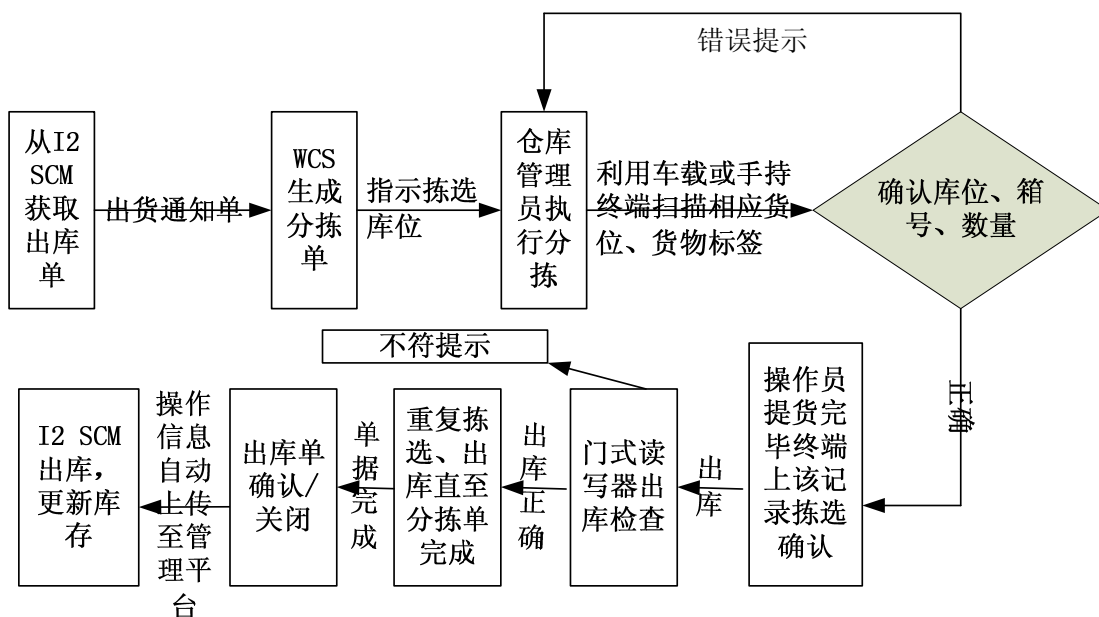 错误提示
从I2
SCM
获取
出库
单
出货通知单
WCS
生成
分拣
单
指示拣选
库位
仓库
管理
员执
行分
拣
利用车载或手持
终端扫描相应货
位、货物标签
确认库位、箱
号、数量
正确
操作员
提货完
毕终端
上该记
录拣选
确认
出库
门式读
写器出
库检查
不符提示
出库正确
重复拣
选、出
库直至
分拣单
完成
单据完成
出库单
确认/
关闭
操作
信息
自动
上传
至管
理平
台
I2 SCM
出库，
更新库
存